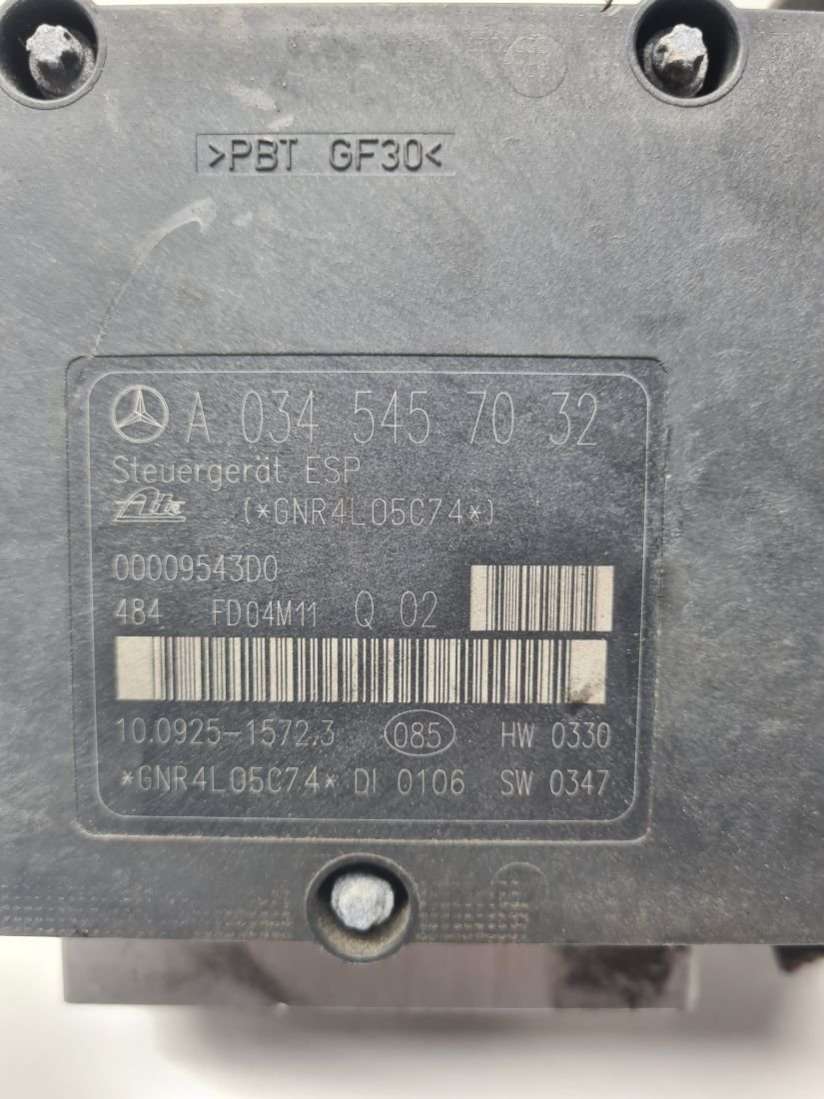 >PBT GF30<
A 034 545 70 32
Steuergerät ESP
Ate (*GNR4L05C74*)
00009543D0
484 FD04M11 Q 02
10.0925-1572.3 085 HW 0330
*GNR4L05C74* DI 0106 SW 0347